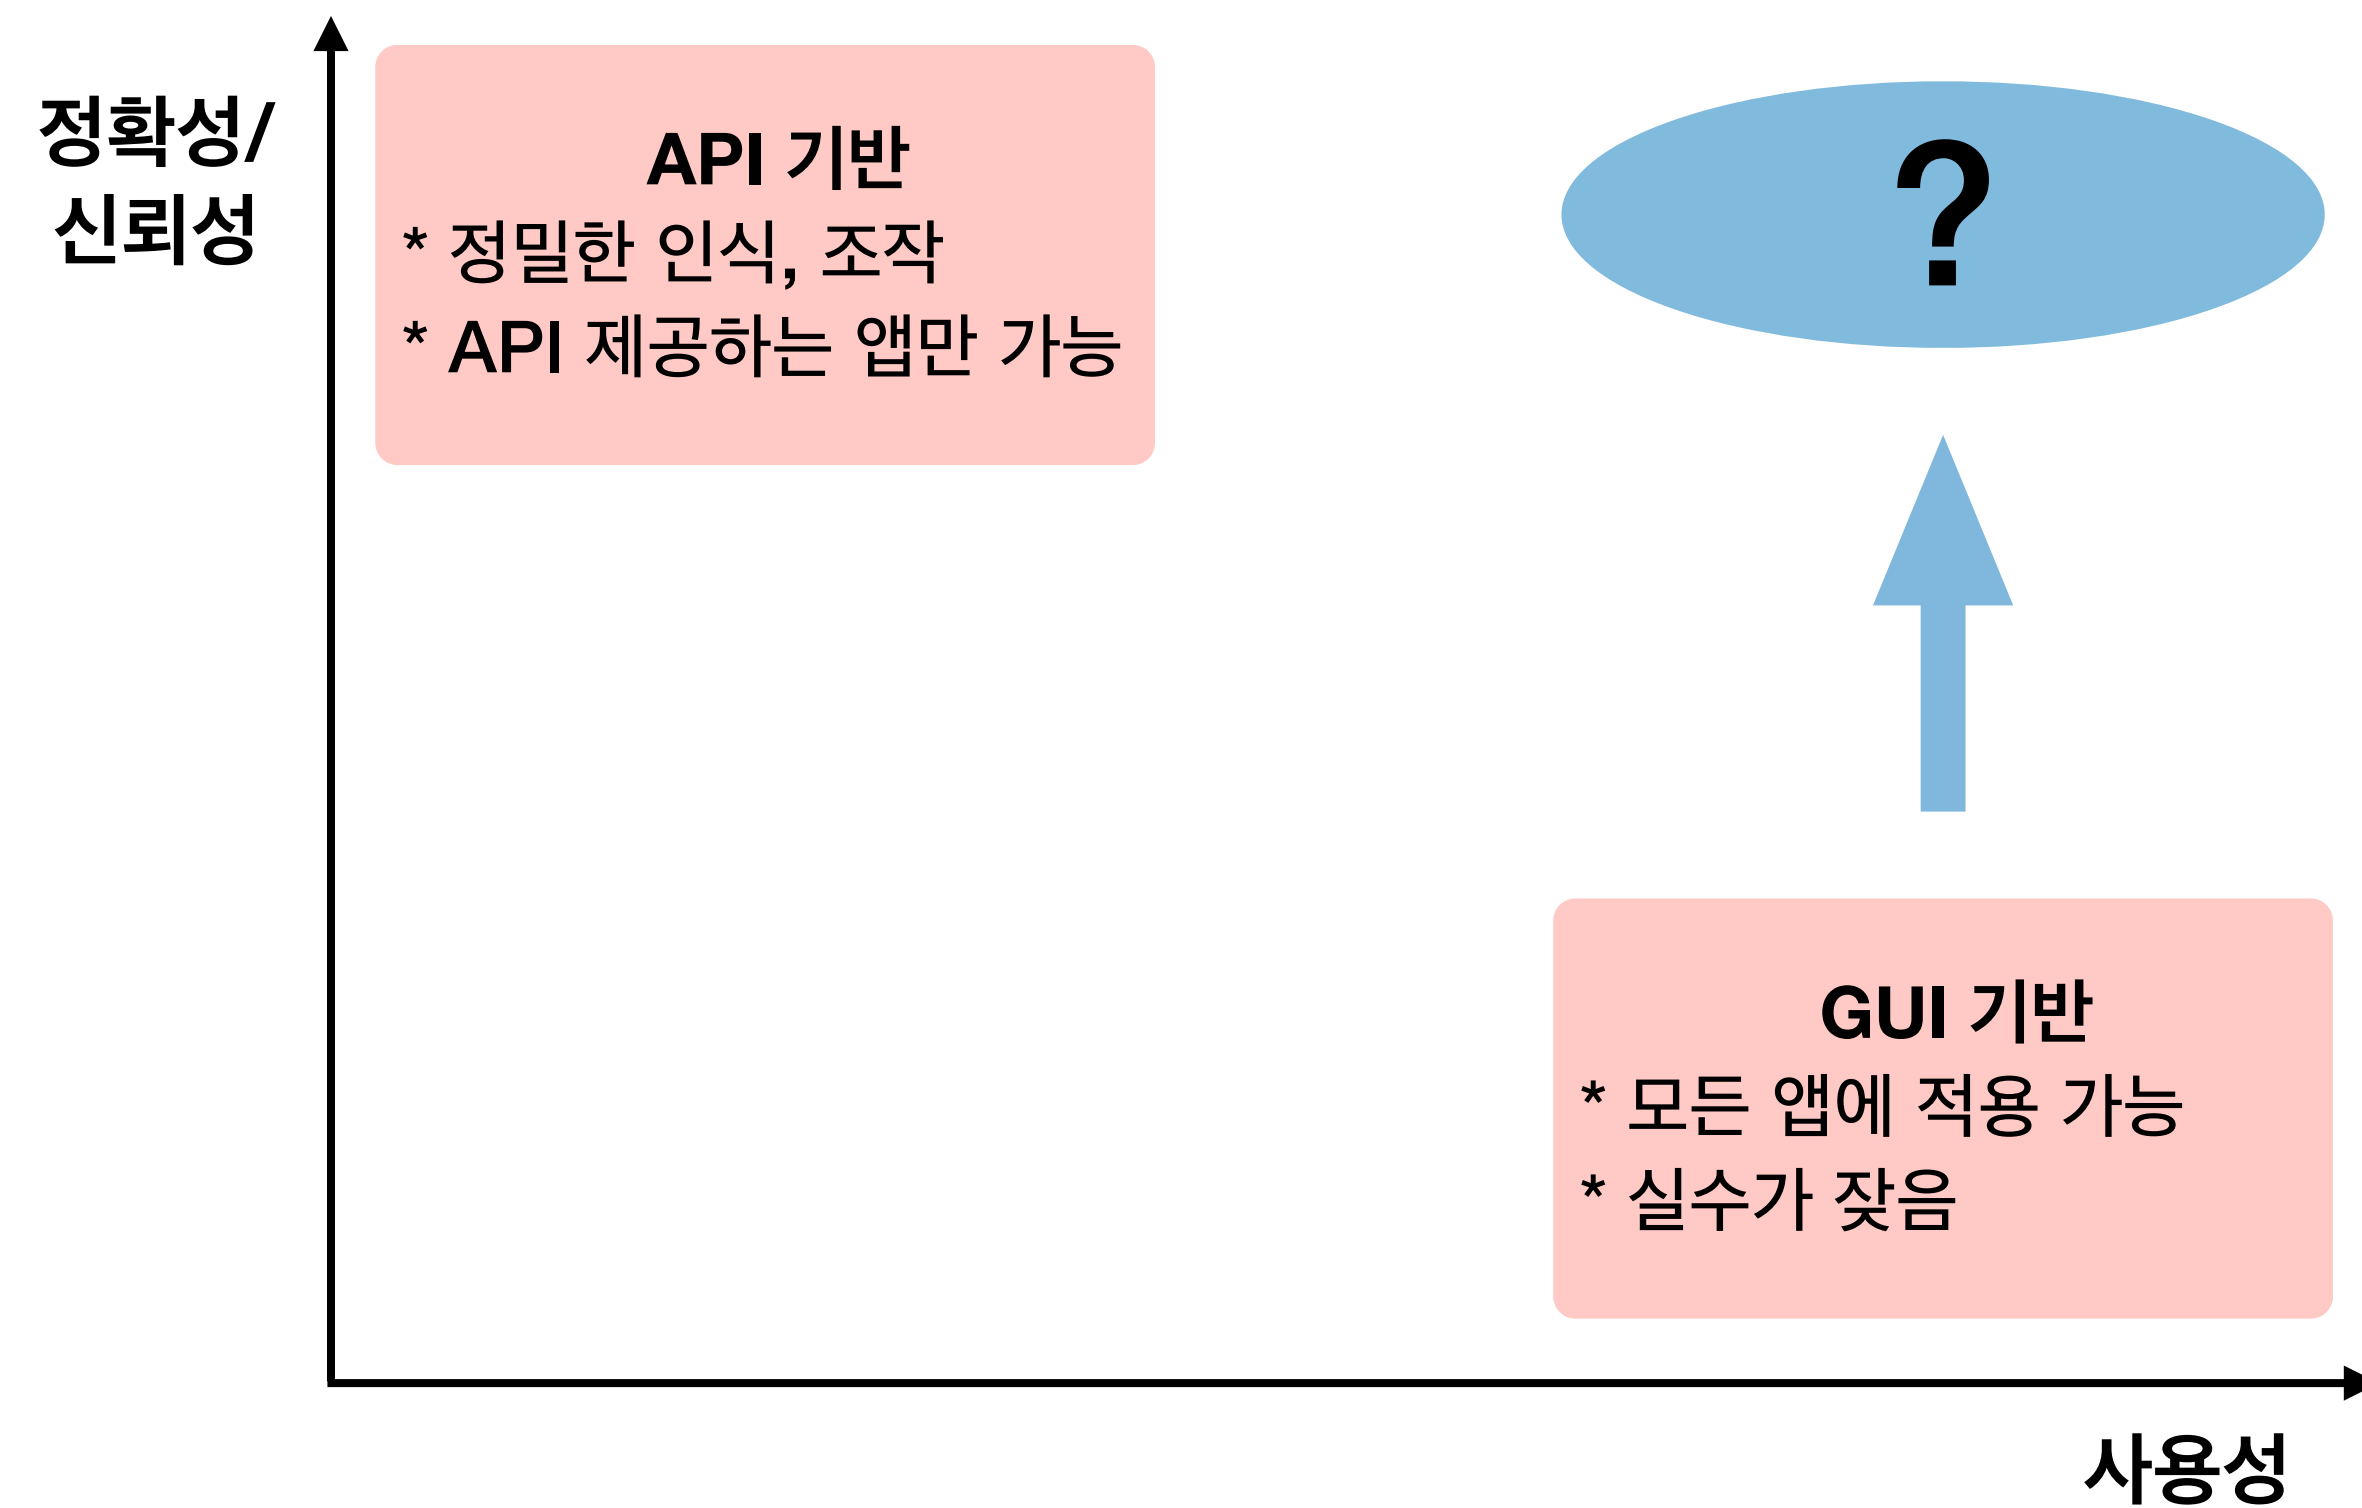 정확성/
신뢰성
API 기반
* 정밀한 인식, 조작
* API 제공하는 앱만 가능
?
GUI 기반
* 모든 앱에 적용 가능
* 실수가 잦음
사용성